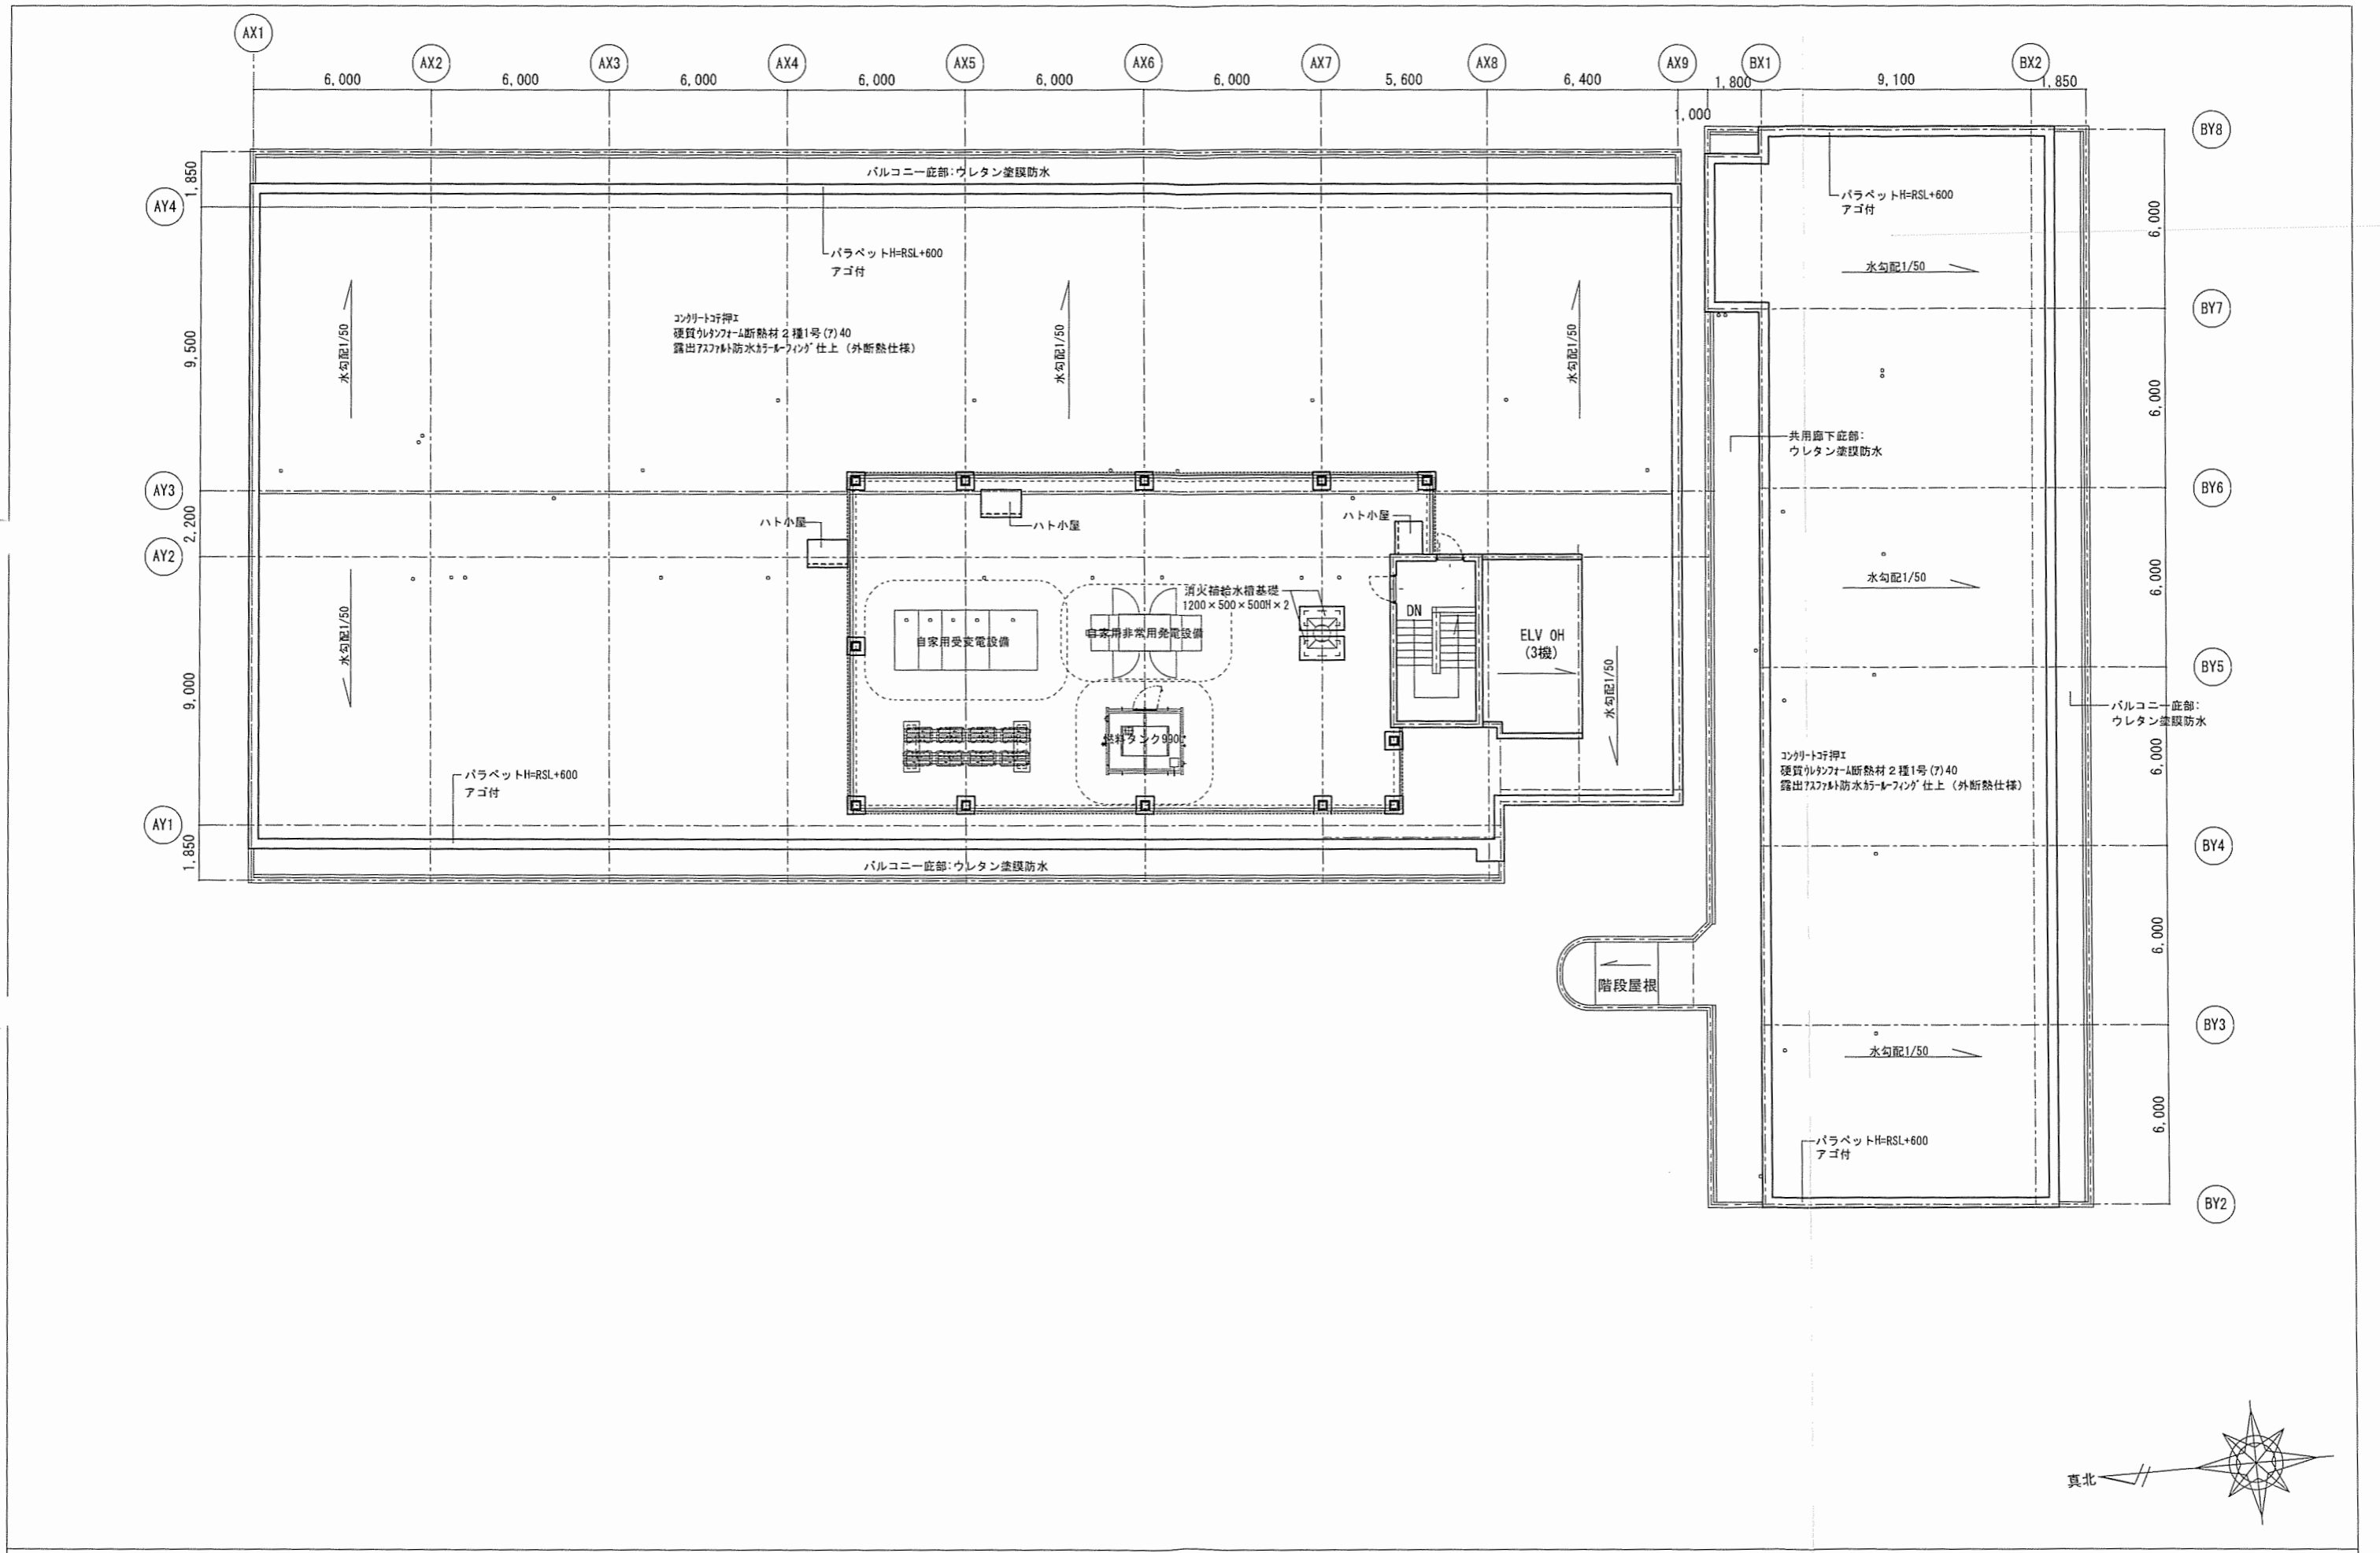 AX1
AX2
AX3
AX4
AX5
AX6
AX7
AX8
AX9
BX1
BX2
6,000
6,000
6,000
6,000
6,000
6,000
5,600
6,400
1,800
9,100
1,850
1,000
BY8
1,850
バルコニー庇部:ウレタン塗膜防水
AY4
パラペットH=RSL+600
アゴ付
パラペットH=RSL+600
アゴ付
6,000
水勾配1/50
BY7
コンクリートコテ押エ
硬質ウレタンフォーム断熱材2種1号(ア)40
露出アスファルト防水カラールーフィング仕上(外断熱仕様)
水勾配1/50
水勾配1/50
水勾配1/50
9,500
6,000
共用廊下庇部:
ウレタン塗膜防水
AY3
BY6
2,200
ハト小屋
ハト小屋
ハト小屋
AY2
6,000
水勾配1/50
消火補給水槽基礎
1200×500×500H×2
DN
自家用受変電設備
自家用非常用発電設備
ELV OH
(3機)
水勾配1/50
水勾配1/50
BY5
9,000
バルコニー庇部:
ウレタン塗膜防水
燃料タンク990L
6,000
コンクリートコテ押エ
硬質ウレタンフォーム断熱材2種1号(ア)40
露出アスファルト防水カラールーフィング仕上(外断熱仕様)
パラペットH=RSL+600
アゴ付
AY1
BY4
1,850
バルコニー庇部:ウレタン塗膜防水
6,000
階段屋根
BY3
水勾配1/50
6,000
パラペットH=RSL+600
アゴ付
BY2
真北